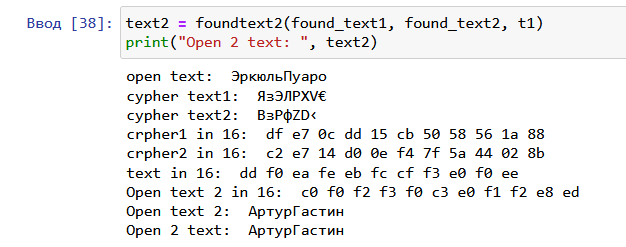 Ввод [38]: text2 = foundtext2(found_text1, found_text2, t1)
print("Open 2 text: ", text2)
open text:  ЭркюльПуаро
cypher text1:  ЯзЭЛPXV€
cypher text2:  ВзРфZD‹
crpher1 in 16:  df e7 0c dd 15 cb 50 58 56 1a 88
crpher2 in 16:  c2 e7 14 d0 0e f4 7f 5a 44 02 8b
text in 16:  dd f0 ea fe eb fc cf f3 e0 f0 ee
Open text 2 in 16:  c0 f0 f2 f3 f0 c3 e0 f1 f2 e8 ed
Open text 2:  АртурГастин
Open 2 text:  АртурГастин